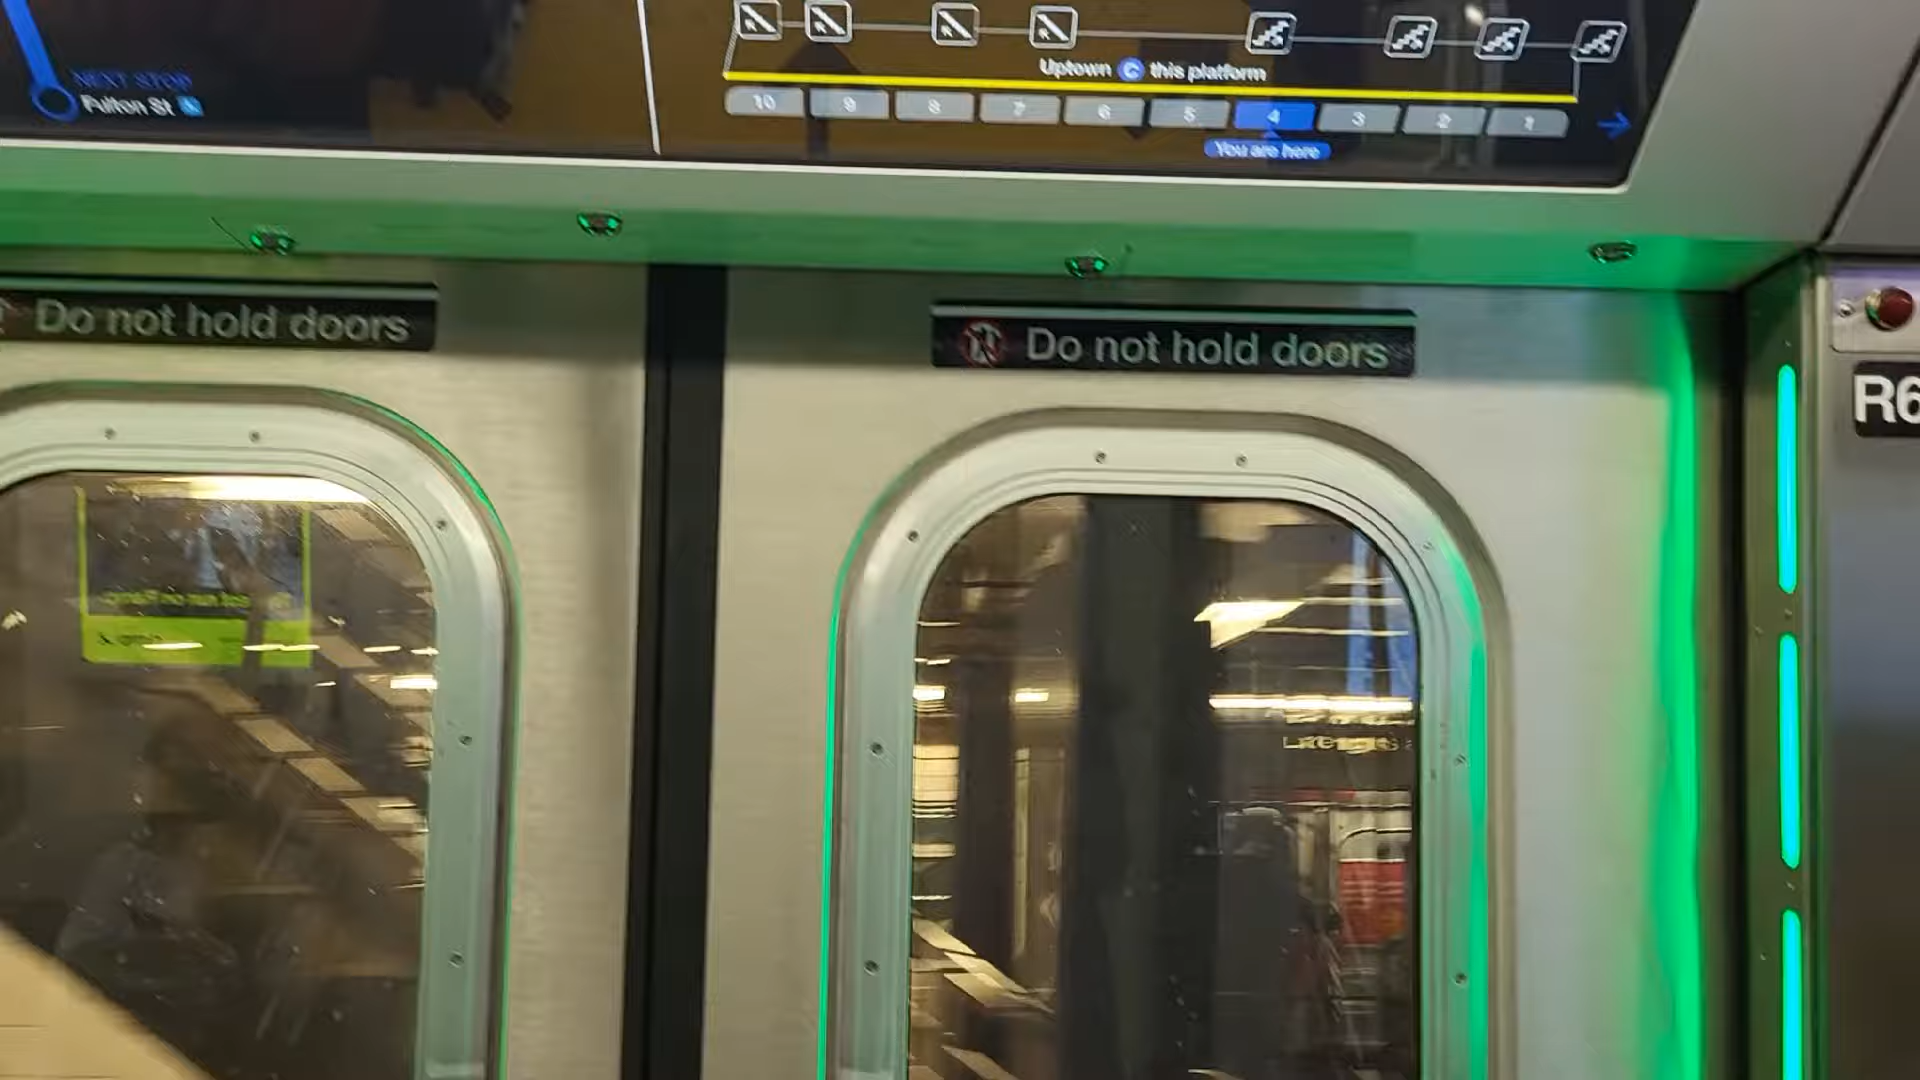 NEXT STOP
Fulton St
Uptown C this platform
10 9 8 7 6 5 4 3 2 1
You are here
Do not hold doors
Do not hold doors
R6